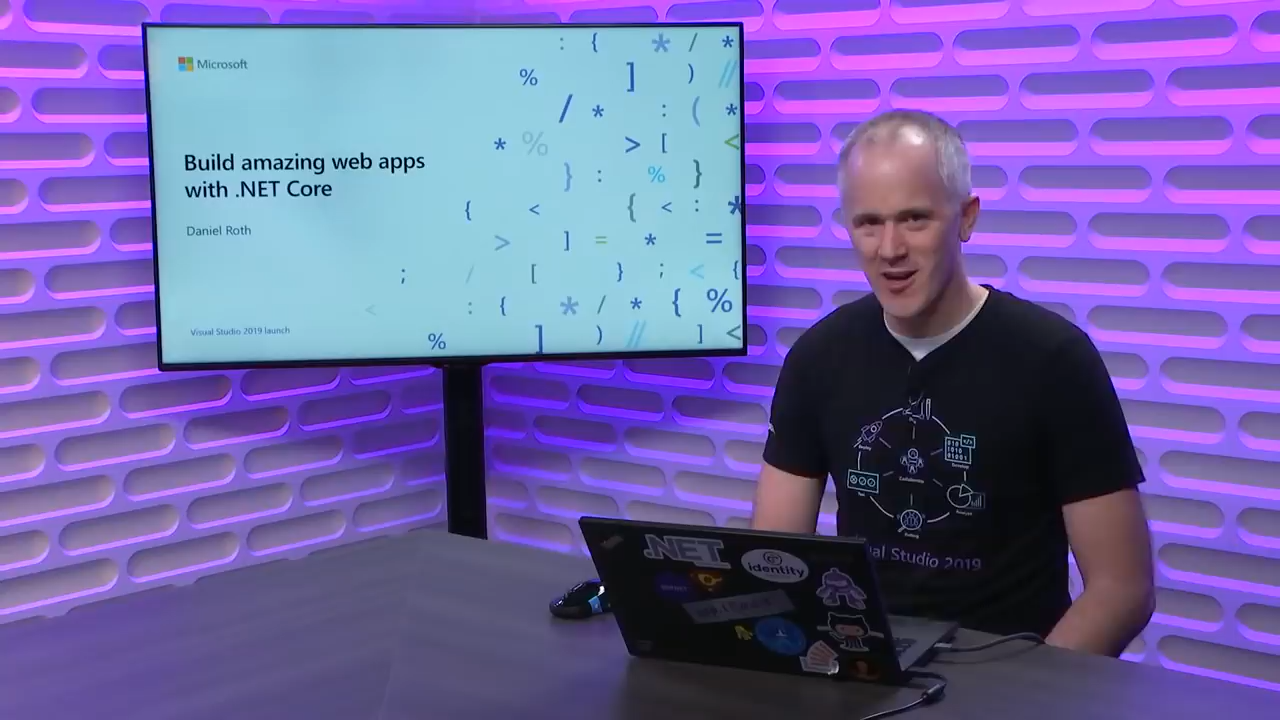 Microsoft
Build amazing web apps
with .NET Core
Daniel Roth
Visual Studio 2019 launch
Collaborate
Visual Studio 2019
.NET
identity